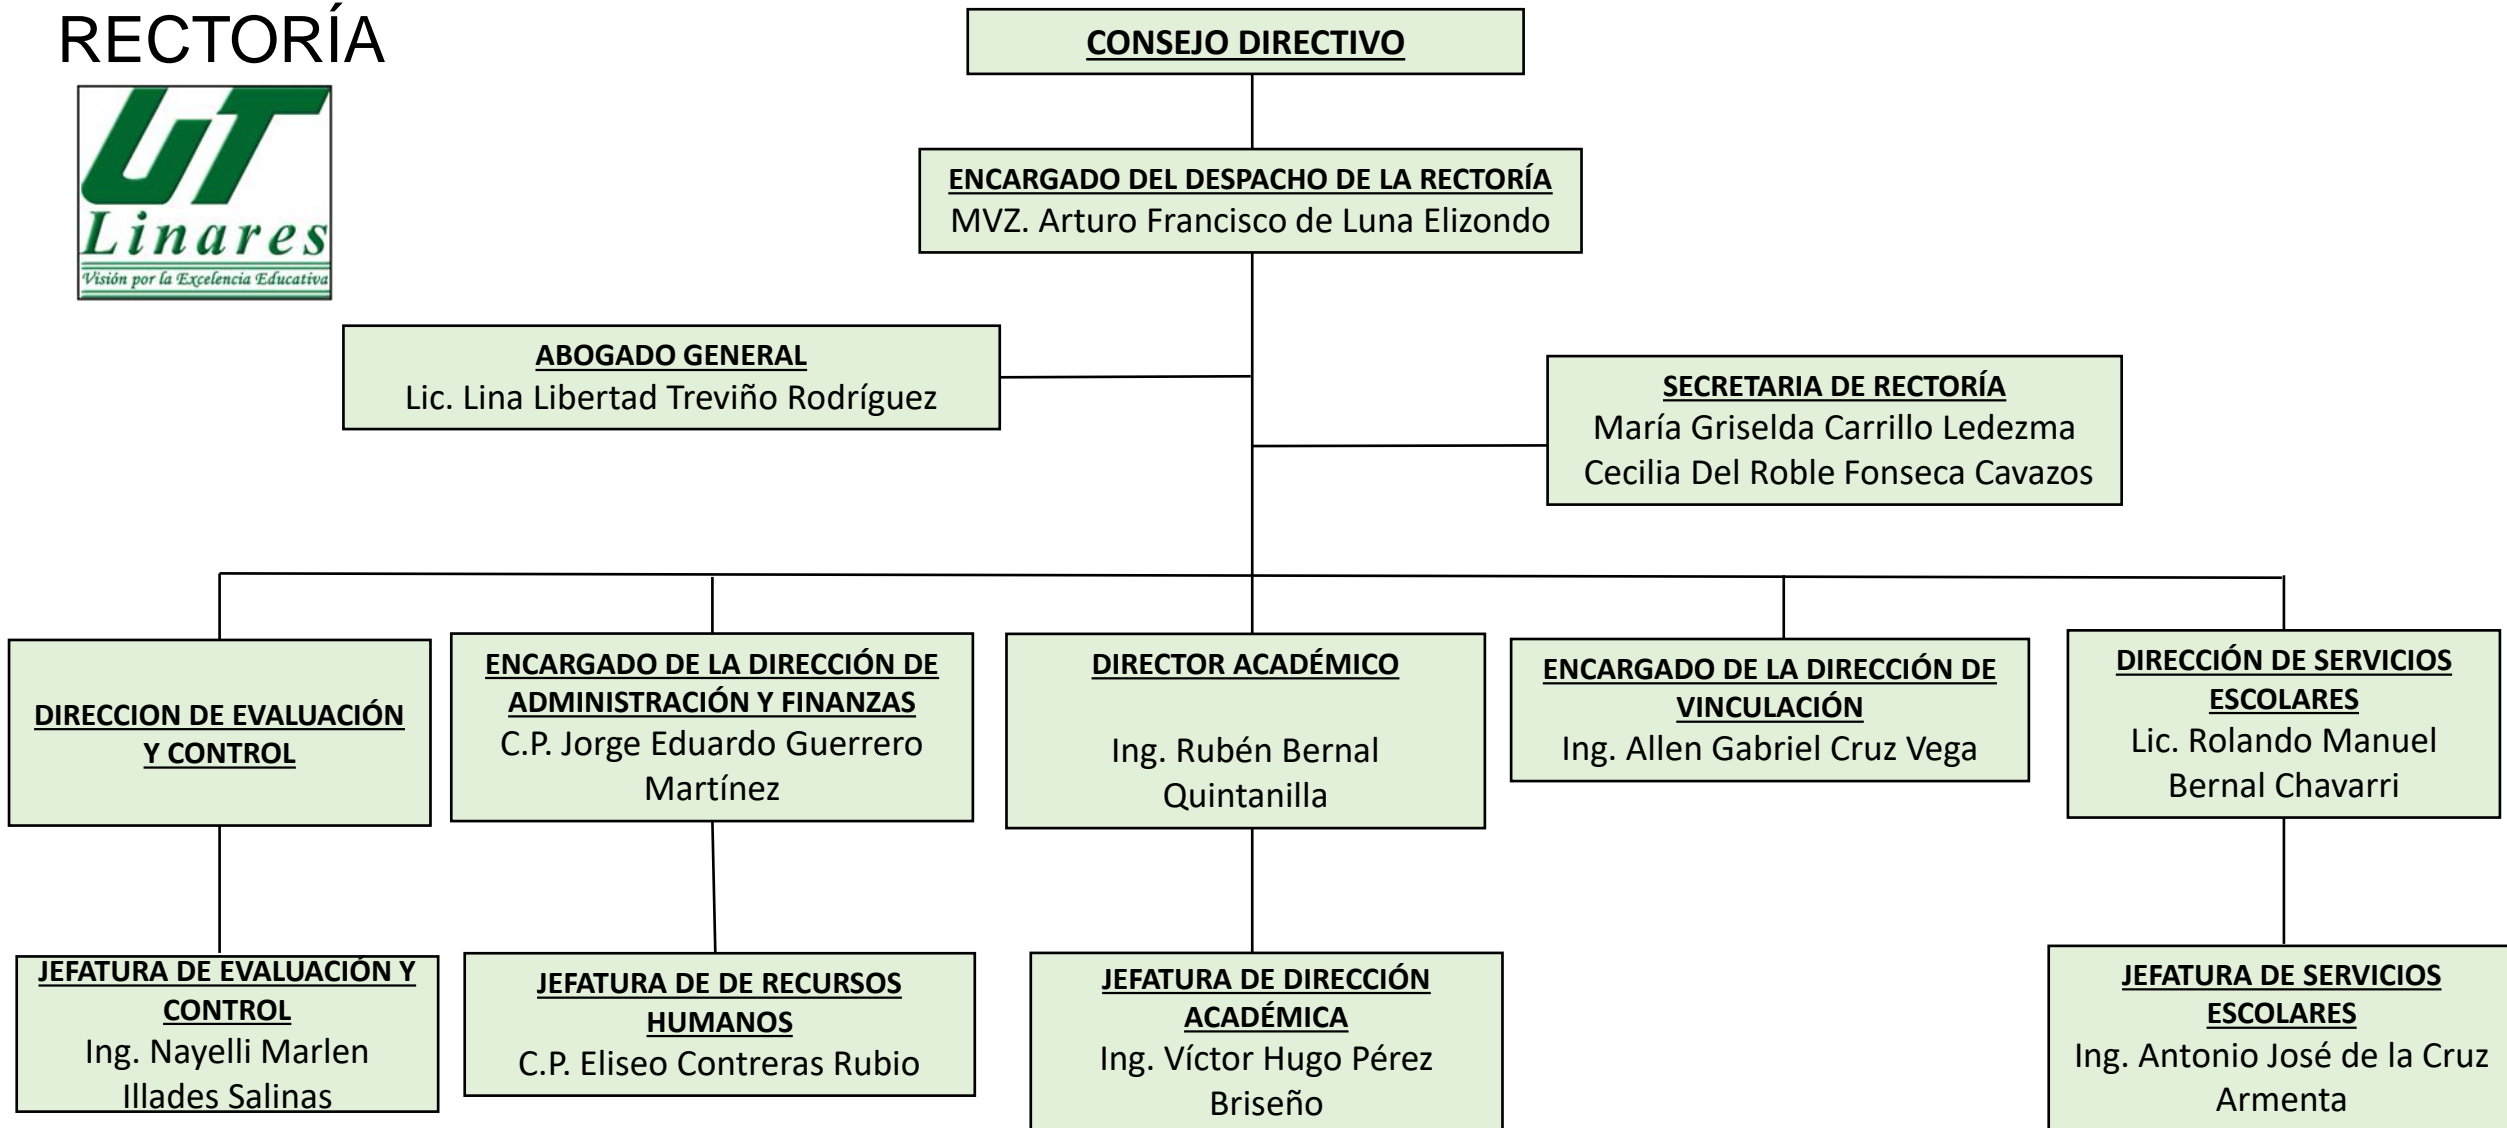 RECTORÍA
UT
Linares
Visión por la Excelencia Educativa
CONSEJO DIRECTIVO
ENCARGADO DEL DESPACHO DE LA RECTORÍA
MVZ. Arturo Francisco de Luna Elizondo
ABOGADO GENERAL
Lic. Lina Libertad Treviño Rodríguez
SECRETARIA DE RECTORÍA
María Griselda Carrillo Ledezma
Cecilia Del Roble Fonseca Cavazos
DIRECCION DE EVALUACIÓN
Y CONTROL
ENCARGADO DE LA DIRECCIÓN DE
ADMINISTRACIÓN Y FINANZAS
C.P. Jorge Eduardo Guerrero
Martínez
DIRECTOR ACADÉMICO
Ing. Rubén Bernal
Quintanilla
ENCARGADO DE LA DIRECCIÓN DE
VINCULACIÓN
Ing. Allen Gabriel Cruz Vega
DIRECCIÓN DE SERVICIOS
ESCOLARES
Lic. Rolando Manuel
Bernal Chavarri
JEFATURA DE EVALUACIÓN Y
CONTROL
Ing. Nayelli Marlen
Illades Salinas
JEFATURA DE DE RECURSOS
HUMANOS
C.P. Eliseo Contreras Rubio
JEFATURA DE DIRECCIÓN
ACADÉMICA
Ing. Víctor Hugo Pérez
Briseño
JEFATURA DE SERVICIOS
ESCOLARES
Ing. Antonio José de la Cruz
Armenta